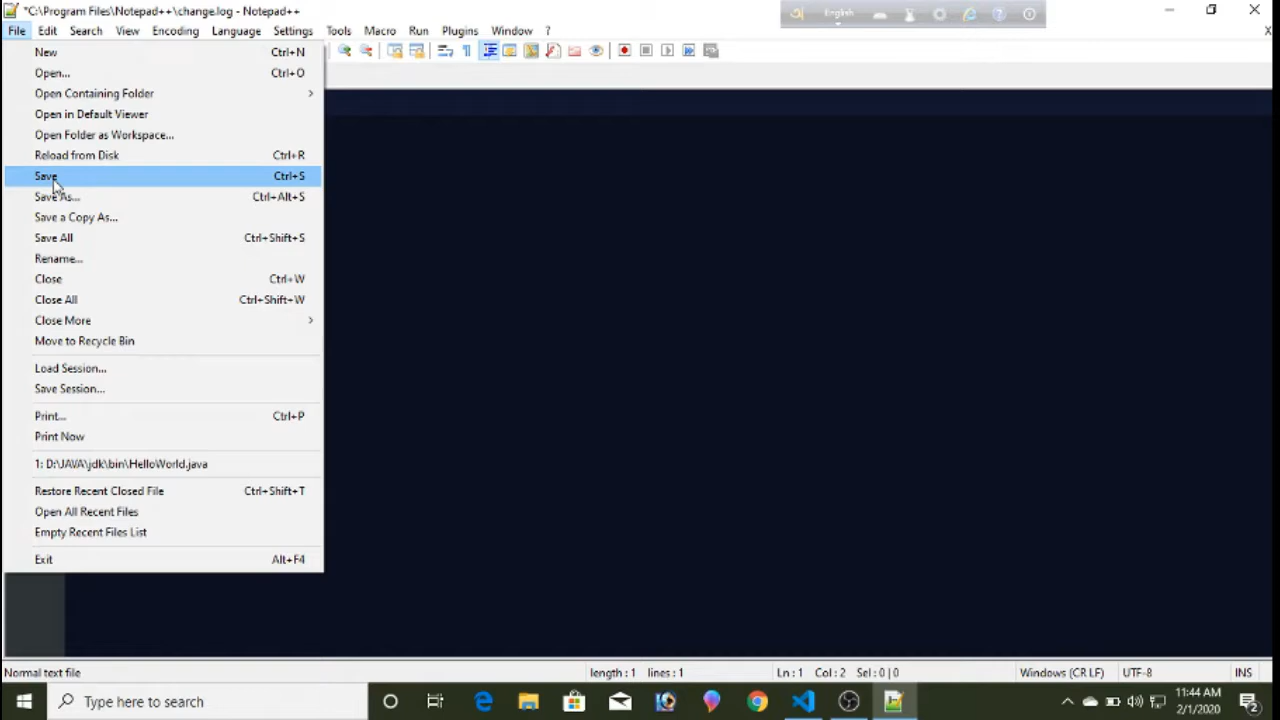 *C:\Program Files\Notepad++\change.log - Notepad++
English
File Edit Search View Encoding Language Settings Tools Macro Run Plugins Window ?
X
New Ctrl+N
Open... Ctrl+O
Open Containing Folder
Open in Default Viewer
Open Folder as Workspace...
Reload from Disk Ctrl+R
Save Ctrl+S
Save As... Ctrl+Alt+S
Save a Copy As...
Save All Ctrl+Shift+S
Rename...
Close Ctrl+W
Close All Ctrl+Shift+W
Close More
Move to Recycle Bin
Load Session...
Save Session...
Print... Ctrl+P
Print Now
1: D:\JAVA\jdk\bin\HelloWorld.java
Restore Recent Closed File Ctrl+Shift+T
Open All Recent Files
Empty Recent Files List
Exit Alt+F4
Normal text file length : 1 lines : 1 Ln : 1 Col : 2 Sel : 0 | 0 Windows (CR LF) UTF-8 INS
Type here to search
11:44 AM
2/1/2020
2